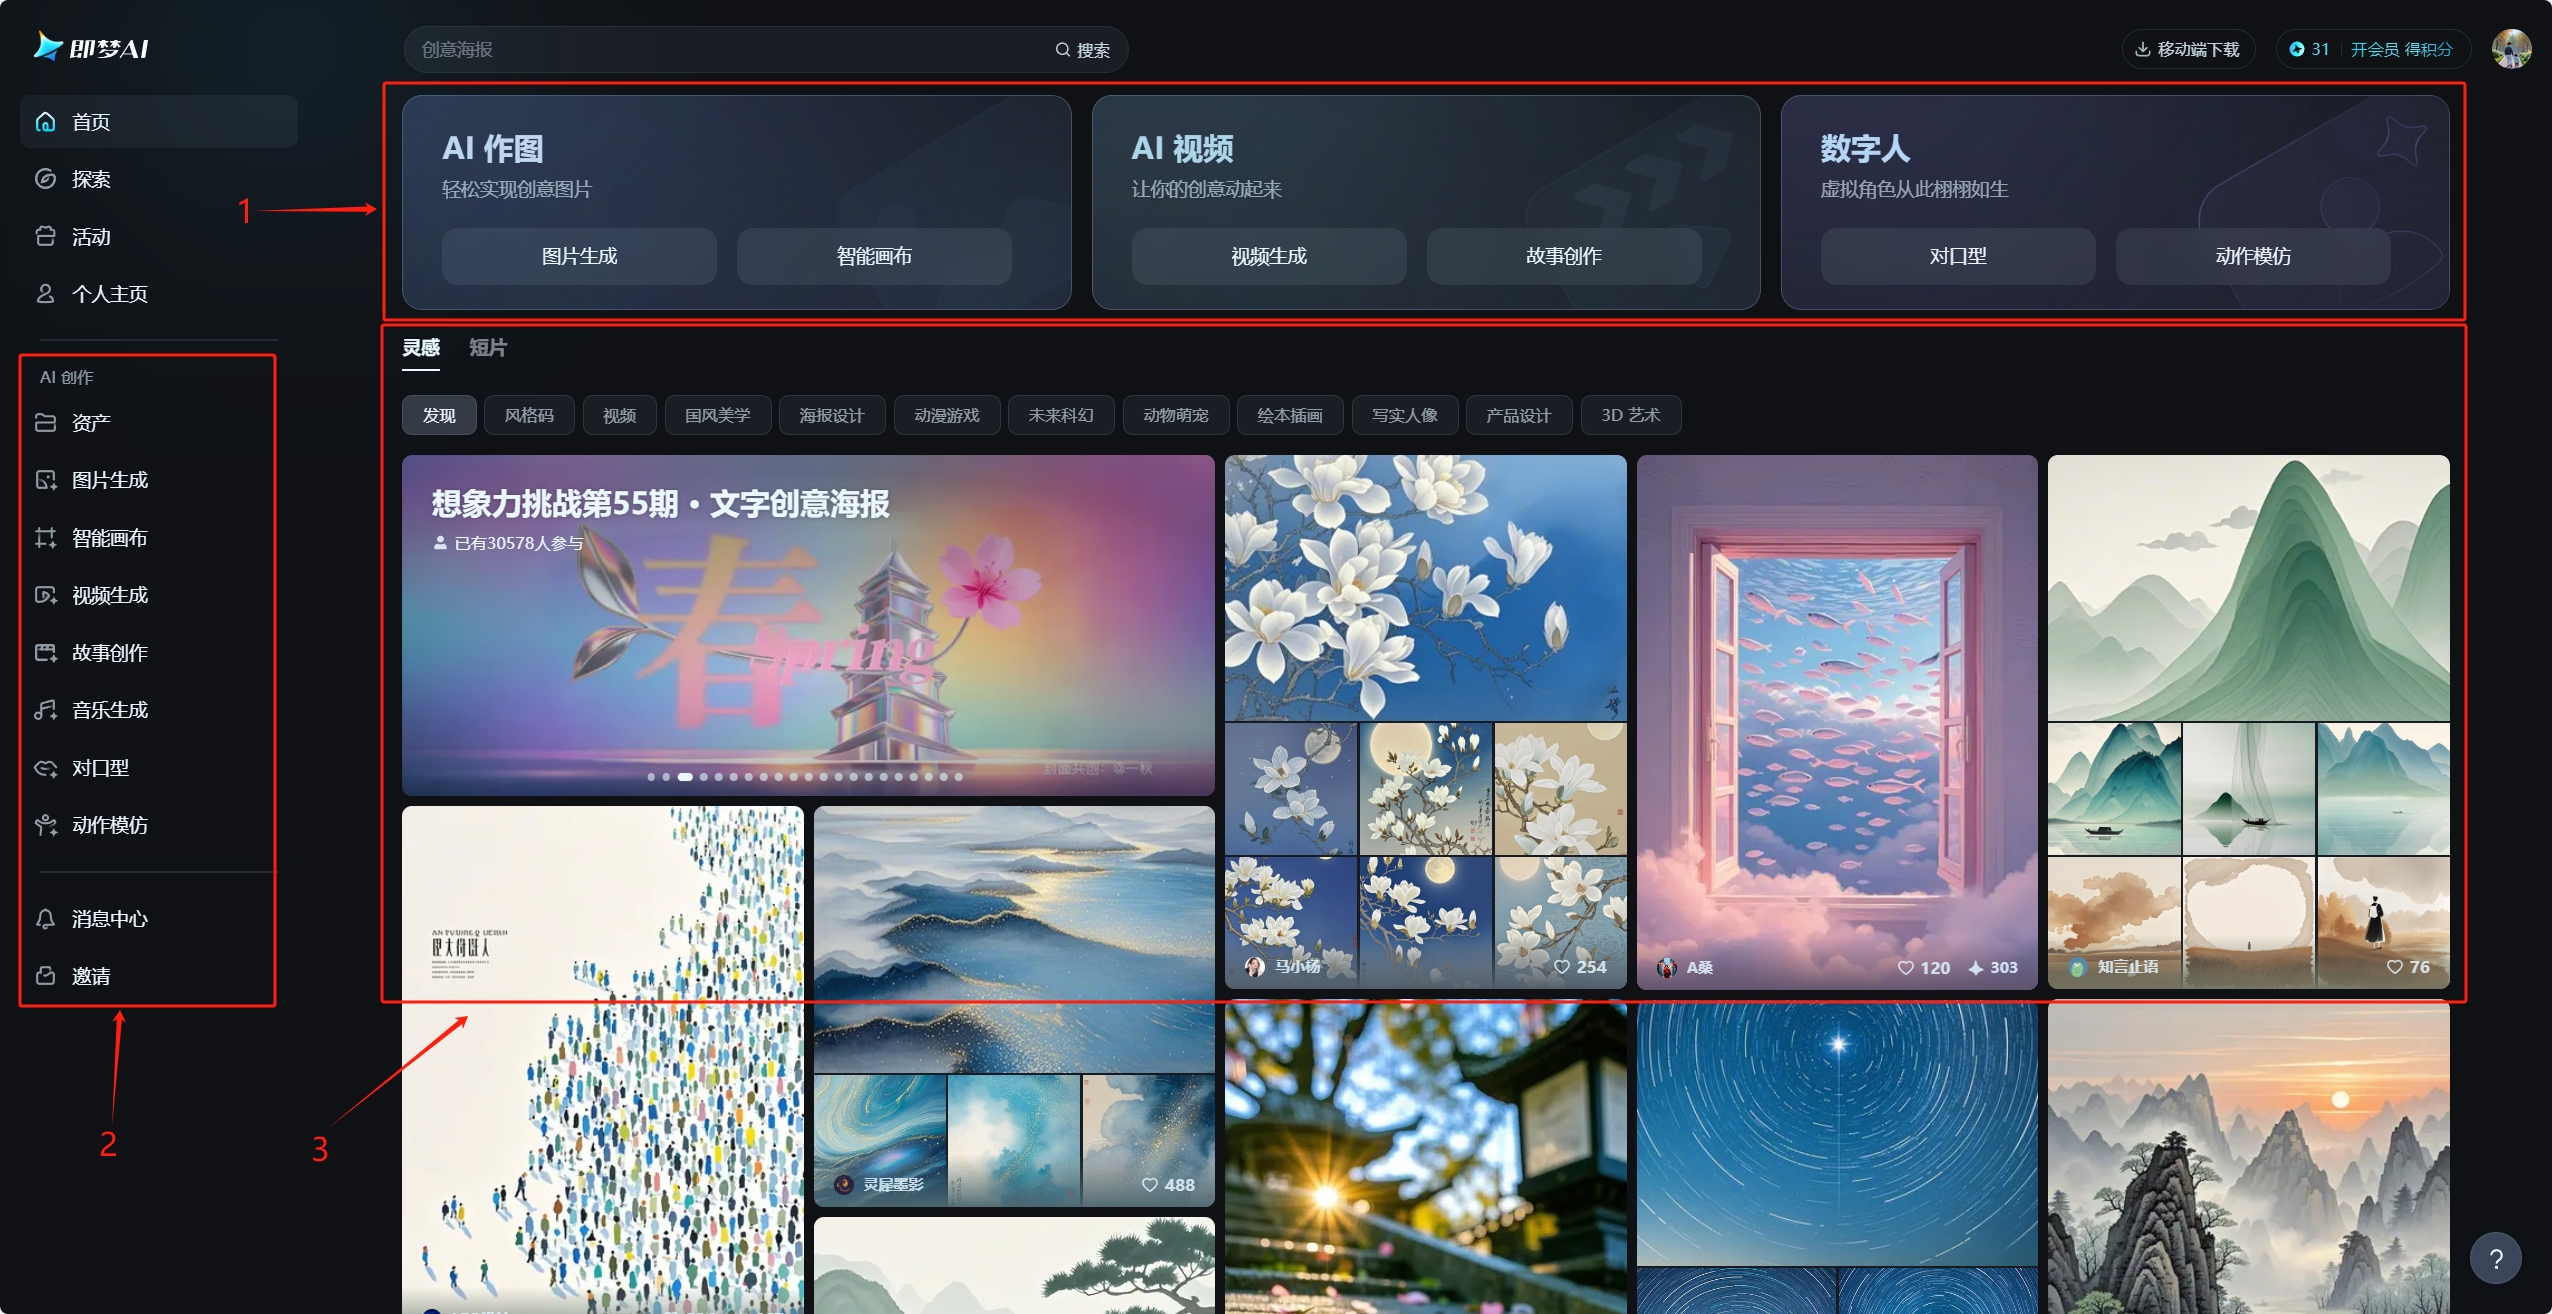 即梦AI
创意海报
搜索
移动端下载
31
开会员 得积分
首页
探索
活动
个人主页
AI 创作
资产
图片生成
智能画布
视频生成
故事创作
音乐生成
对口型
动作模仿
消息中心
邀请
1
2
3
AI 作图
轻松实现创意图片
图片生成
智能画布
AI 视频
让你的创意动起来
视频生成
故事创作
数字人
虚拟角色从此栩栩如生
对口型
动作模仿
灵感
短片
发现
风格码
视频
国风美学
海报设计
动漫游戏
未来科幻
动物萌宠
绘本插画
写实人像
产品设计
3D 艺术
想象力挑战第55期・文字创意海报
已有30578人参与
春
Spring
封面共创：@一秋
马小杨
254
A桑
120
303
知言止语
76
灵犀墨影
488
?